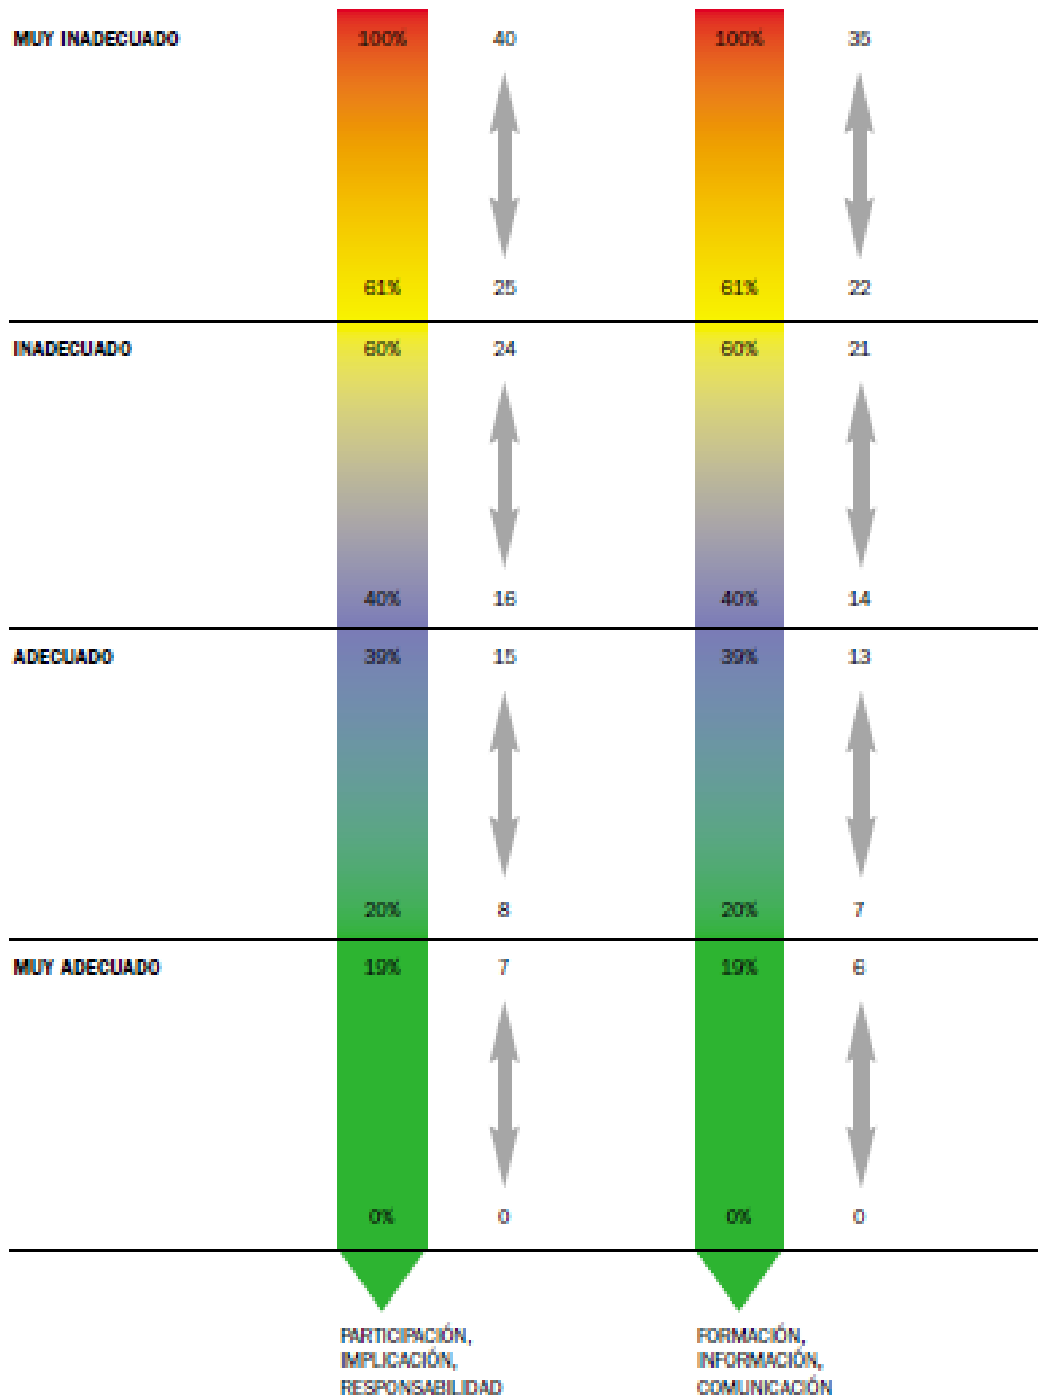 MUY INADECUADO 100% 40 100% 35
61% 25 61% 22
INADECUADO 60% 24 60% 21
40% 16 40% 14
ADECUADO 39% 15 39% 13
20% 8 20% 7
MUY ADECUADO 19% 7 19% 6
0% 0 0% 0
PARTICIPACIÓN,
IMPLICACIÓN,
RESPONSABILIDAD
FORMACIÓN,
INFORMACIÓN,
COMUNICACIÓN